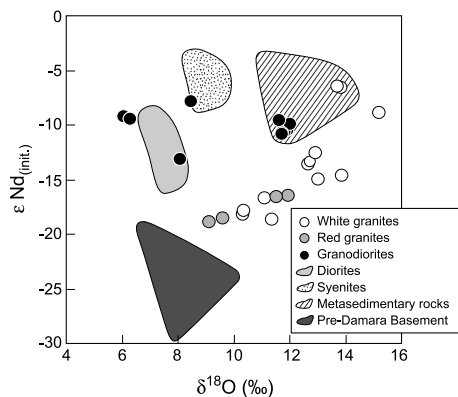 0
-5
-10
-15
-20
-25
-30
ε Nd(init.)
4 6 8 10 12 14 16
δ18O (‰)
White granites
Red granites
Granodiorites
Diorites
Syenites
Metasedimentary rocks
Pre-Damara Basement